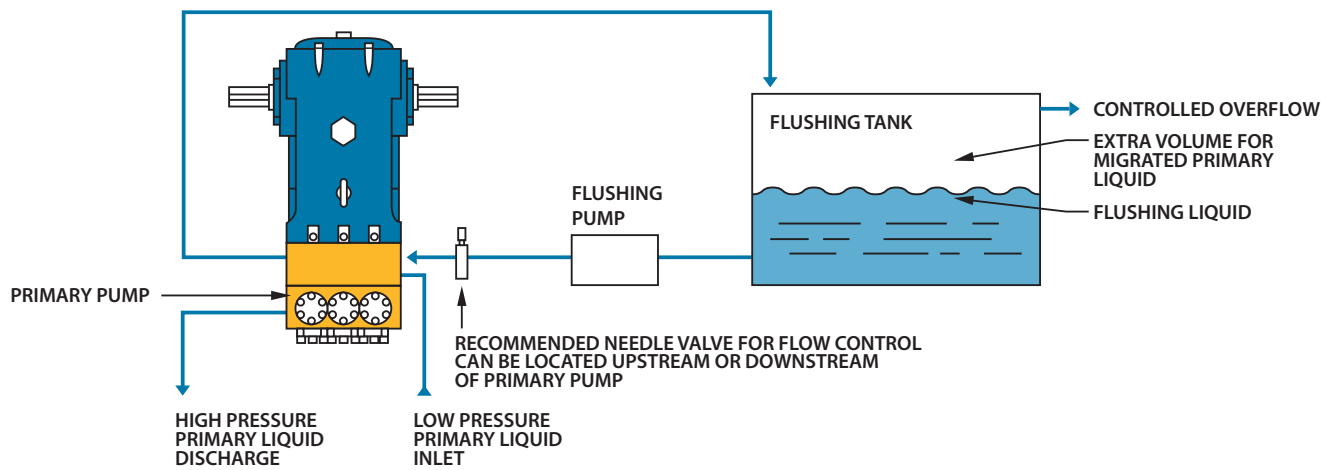 FLUSHING TANK
CONTROLLED OVERFLOW
EXTRA VOLUME FOR
MIGRATED PRIMARY
LIQUID
FLUSHING LIQUID
FLUSHING
PUMP
PRIMARY PUMP
RECOMMENDED NEEDLE VALVE FOR FLOW CONTROL
CAN BE LOCATED UPSTREAM OR DOWNSTREAM
OF PRIMARY PUMP
HIGH PRESSURE
PRIMARY LIQUID
DISCHARGE
LOW PRESSURE
PRIMARY LIQUID
INLET